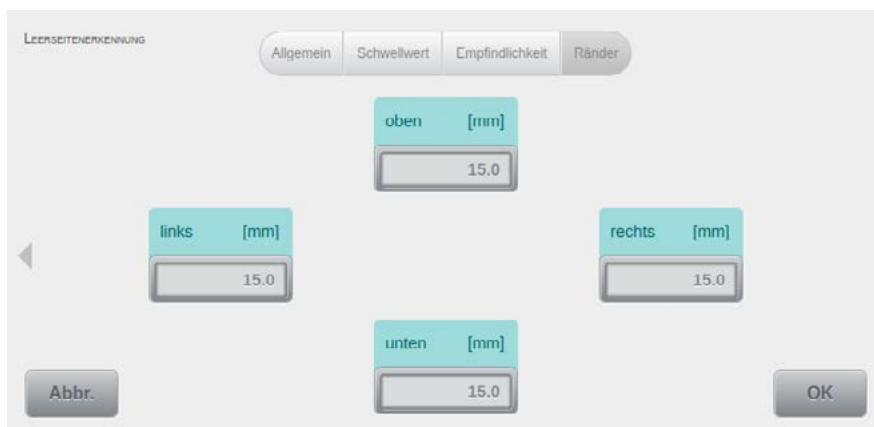 LEERSEITENERKENNUNG
Allgemein Schwellwert Empfindlichkeit Ränder
oben [mm]
15.0
links [mm]
15.0
rechts [mm]
15.0
unten [mm]
15.0
Abbr.
OK